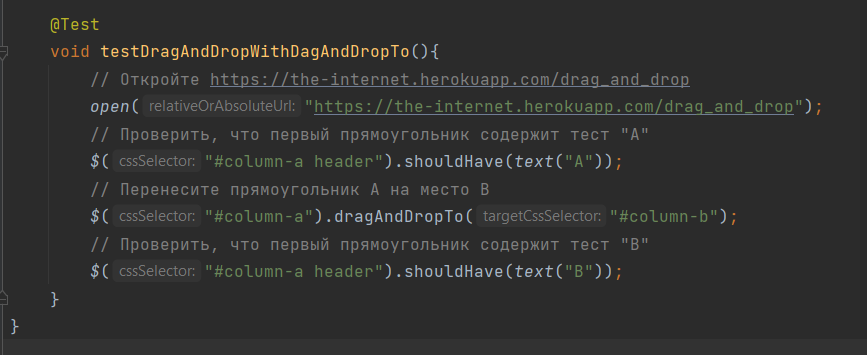 @Test
void testDragAndDropWithDagAndDropTo(){
// Откройте https://the-internet.herokuapp.com/drag_and_drop
open( relativeOrAbsoluteUrl: "https://the-internet.herokuapp.com/drag_and_drop");
// Проверить, что первый прямоугольник содержит тест "A"
$( cssSelector: "#column-a header").shouldHave(text("A"));
// Перенесите прямоугольник А на место В
$( cssSelector: "#column-a").dragAndDropTo( targetCssSelector: "#column-b");
// Проверить, что первый прямоугольник содержит тест "B"
$( cssSelector: "#column-a header").shouldHave(text("B"));
}
}